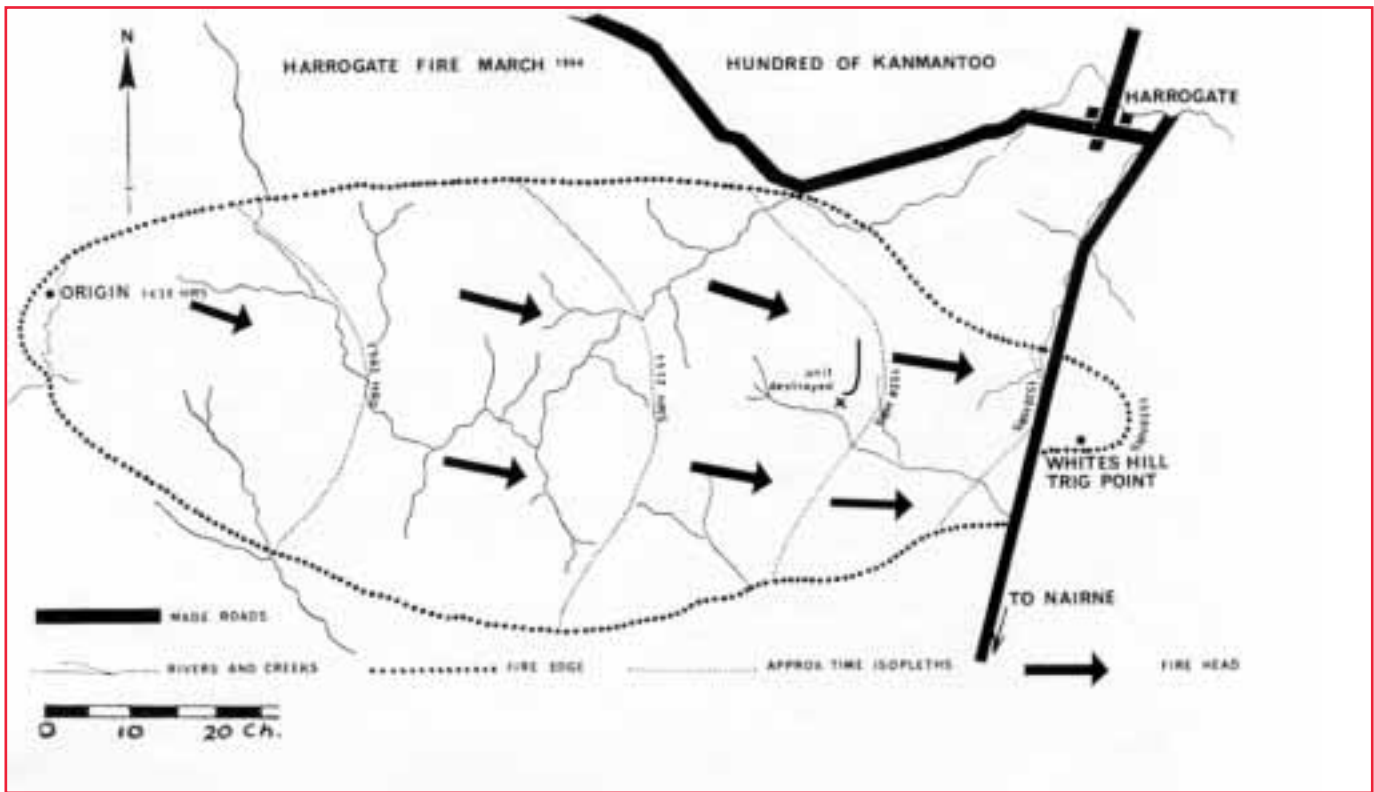 N
HARROGATE FIRE MARCH
HUNDRED OF KANMANTOO
HARROGATE
ORIGIN HRS
unit
destroyed
WHITES HILL
TRIG POINT
TO NAIRNE
MADE ROADS
RIVERS AND CREEKS
FIRE EDGE
APPROX TIME ISOPLETHS
FIRE HEAD
0 10 20 Ch.